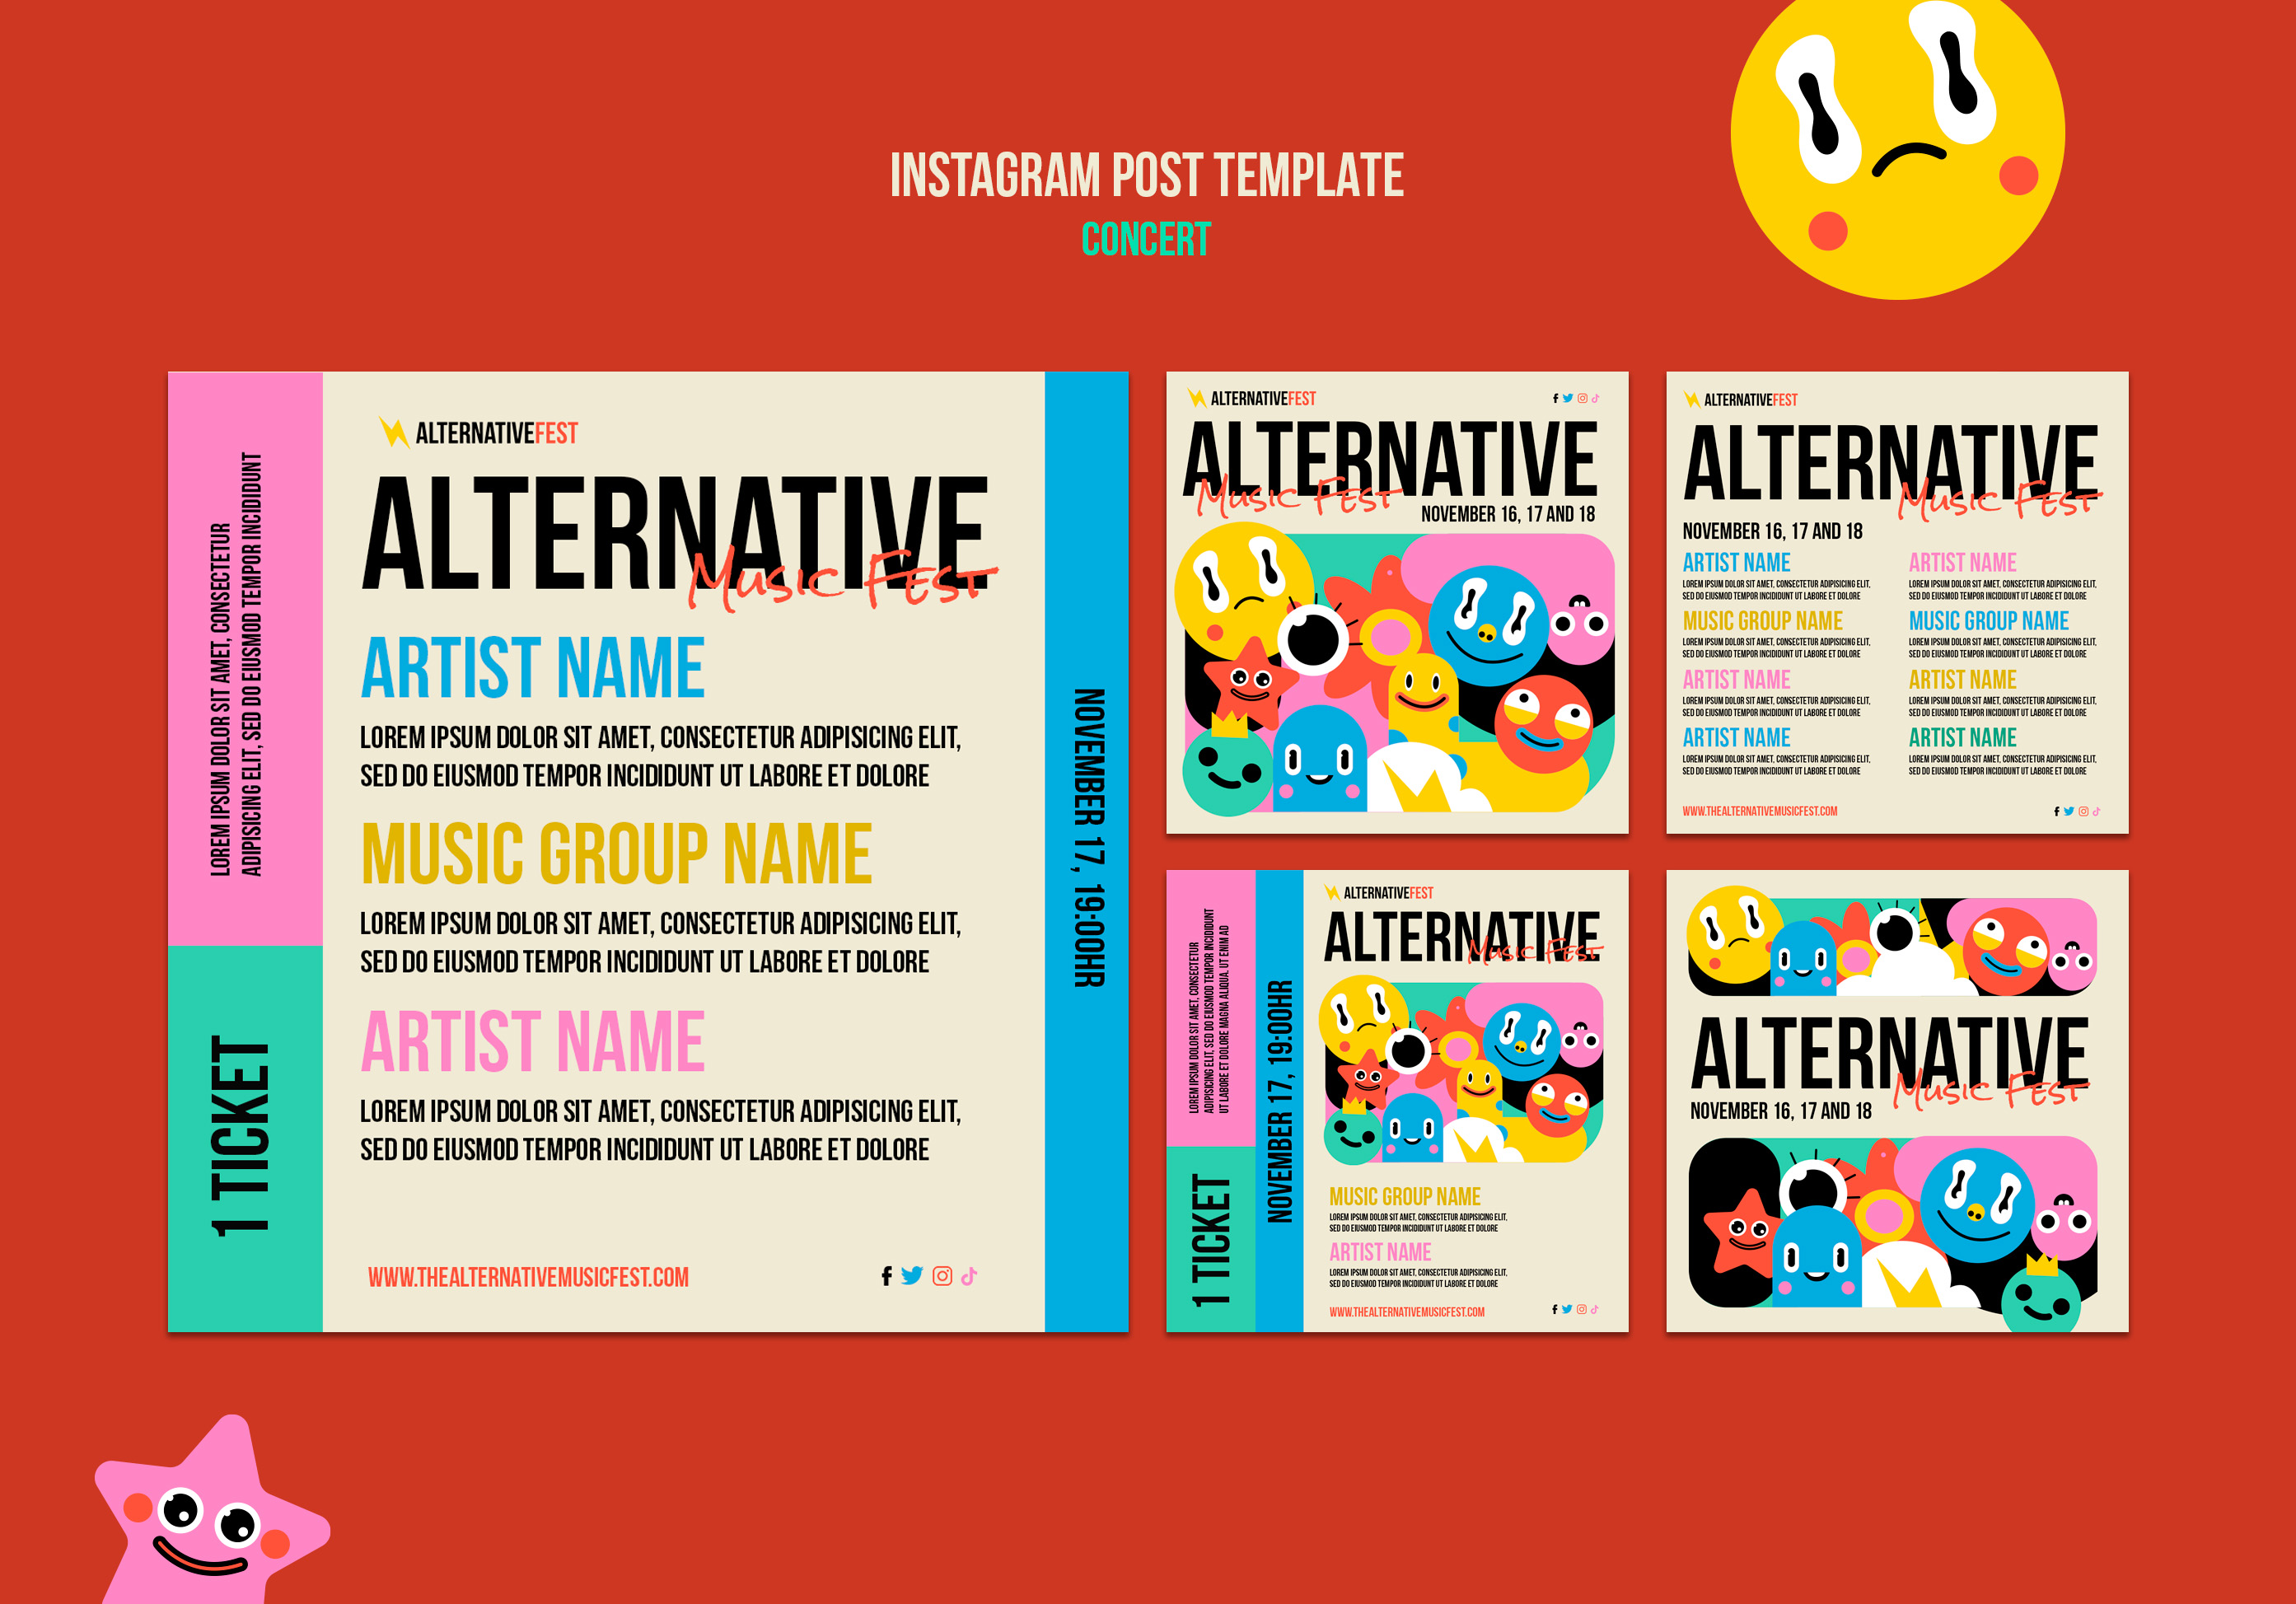 INSTAGRAM POST TEMPLATE
CONCERT
LOREM IPSUM DOLOR SIT AMET, CONSECTETUR
ADIPISICING ELIT, SED DO EIUSMOD TEMPOR INCIDIDUNT
1 TICKET
ALTERNATIVEFEST
ALTERNATIVE
Music Fest
ARTIST NAME
LOREM IPSUM DOLOR SIT AMET, CONSECTETUR ADIPISICING ELIT,
SED DO EIUSMOD TEMPOR INCIDIDUNT UT LABORE ET DOLORE
MUSIC GROUP NAME
LOREM IPSUM DOLOR SIT AMET, CONSECTETUR ADIPISICING ELIT,
SED DO EIUSMOD TEMPOR INCIDIDUNT UT LABORE ET DOLORE
ARTIST NAME
LOREM IPSUM DOLOR SIT AMET, CONSECTETUR ADIPISICING ELIT,
SED DO EIUSMOD TEMPOR INCIDIDUNT UT LABORE ET DOLORE
WWW.THEALTERNATIVEMUSICFEST.COM
NOVEMBER 17, 19:00HR
ALTERNATIVEFEST
ALTERNATIVE
Music Fest
NOVEMBER 16, 17 AND 18
ALTERNATIVEFEST
ALTERNATIVE
Music Fest
NOVEMBER 16, 17 AND 18
ARTIST NAME
LOREM IPSUM DOLOR SIT AMET, CONSECTETUR ADIPISICING ELIT,
SED DO EIUSMOD TEMPOR INCIDIDUNT UT LABORE ET DOLORE
MUSIC GROUP NAME
LOREM IPSUM DOLOR SIT AMET, CONSECTETUR ADIPISICING ELIT,
SED DO EIUSMOD TEMPOR INCIDIDUNT UT LABORE ET DOLORE
ARTIST NAME
LOREM IPSUM DOLOR SIT AMET, CONSECTETUR ADIPISICING ELIT,
SED DO EIUSMOD TEMPOR INCIDIDUNT UT LABORE ET DOLORE
ARTIST NAME
LOREM IPSUM DOLOR SIT AMET, CONSECTETUR ADIPISICING ELIT,
SED DO EIUSMOD TEMPOR INCIDIDUNT UT LABORE ET DOLORE
ARTIST NAME
LOREM IPSUM DOLOR SIT AMET, CONSECTETUR ADIPISICING ELIT,
SED DO EIUSMOD TEMPOR INCIDIDUNT UT LABORE ET DOLORE
MUSIC GROUP NAME
LOREM IPSUM DOLOR SIT AMET, CONSECTETUR ADIPISICING ELIT,
SED DO EIUSMOD TEMPOR INCIDIDUNT UT LABORE ET DOLORE
ARTIST NAME
LOREM IPSUM DOLOR SIT AMET, CONSECTETUR ADIPISICING ELIT,
SED DO EIUSMOD TEMPOR INCIDIDUNT UT LABORE ET DOLORE
ARTIST NAME
LOREM IPSUM DOLOR SIT AMET, CONSECTETUR ADIPISICING ELIT,
SED DO EIUSMOD TEMPOR INCIDIDUNT UT LABORE ET DOLORE
WWW.THEALTERNATIVEMUSICFEST.COM
LOREM IPSUM DOLOR SIT AMET, CONSECTETUR
ADIPISICING ELIT, SED DO EIUSMOD TEMPOR INCIDIDUNT
UT LABORE ET DOLORE MAGNA ALIQUA. UT ENIM AD
1 TICKET
NOVEMBER 17, 19:00HR
ALTERNATIVEFEST
ALTERNATIVE
Music Fest
MUSIC GROUP NAME
LOREM IPSUM DOLOR SIT AMET, CONSECTETUR ADIPISICING ELIT,
SED DO EIUSMOD TEMPOR INCIDIDUNT UT LABORE ET DOLORE
ARTIST NAME
LOREM IPSUM DOLOR SIT AMET, CONSECTETUR ADIPISICING ELIT,
SED DO EIUSMOD TEMPOR INCIDIDUNT UT LABORE ET DOLORE
WWW.THEALTERNATIVEMUSICFEST.COM
ALTERNATIVE
Music Fest
NOVEMBER 16, 17 AND 18